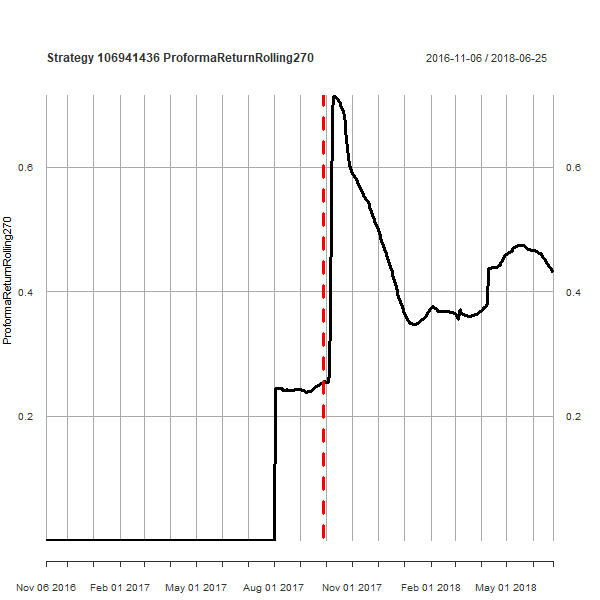 Strategy 106941436 ProformaReturnRolling270
2016-11-06 / 2018-06-25
ProformaReturnRolling270
0.6
0.6
0.4
0.4
0.2
0.2
Nov 06 2016
Feb 01 2017
May 01 2017
Aug 01 2017
Nov 01 2017
Feb 01 2018
May 01 2018